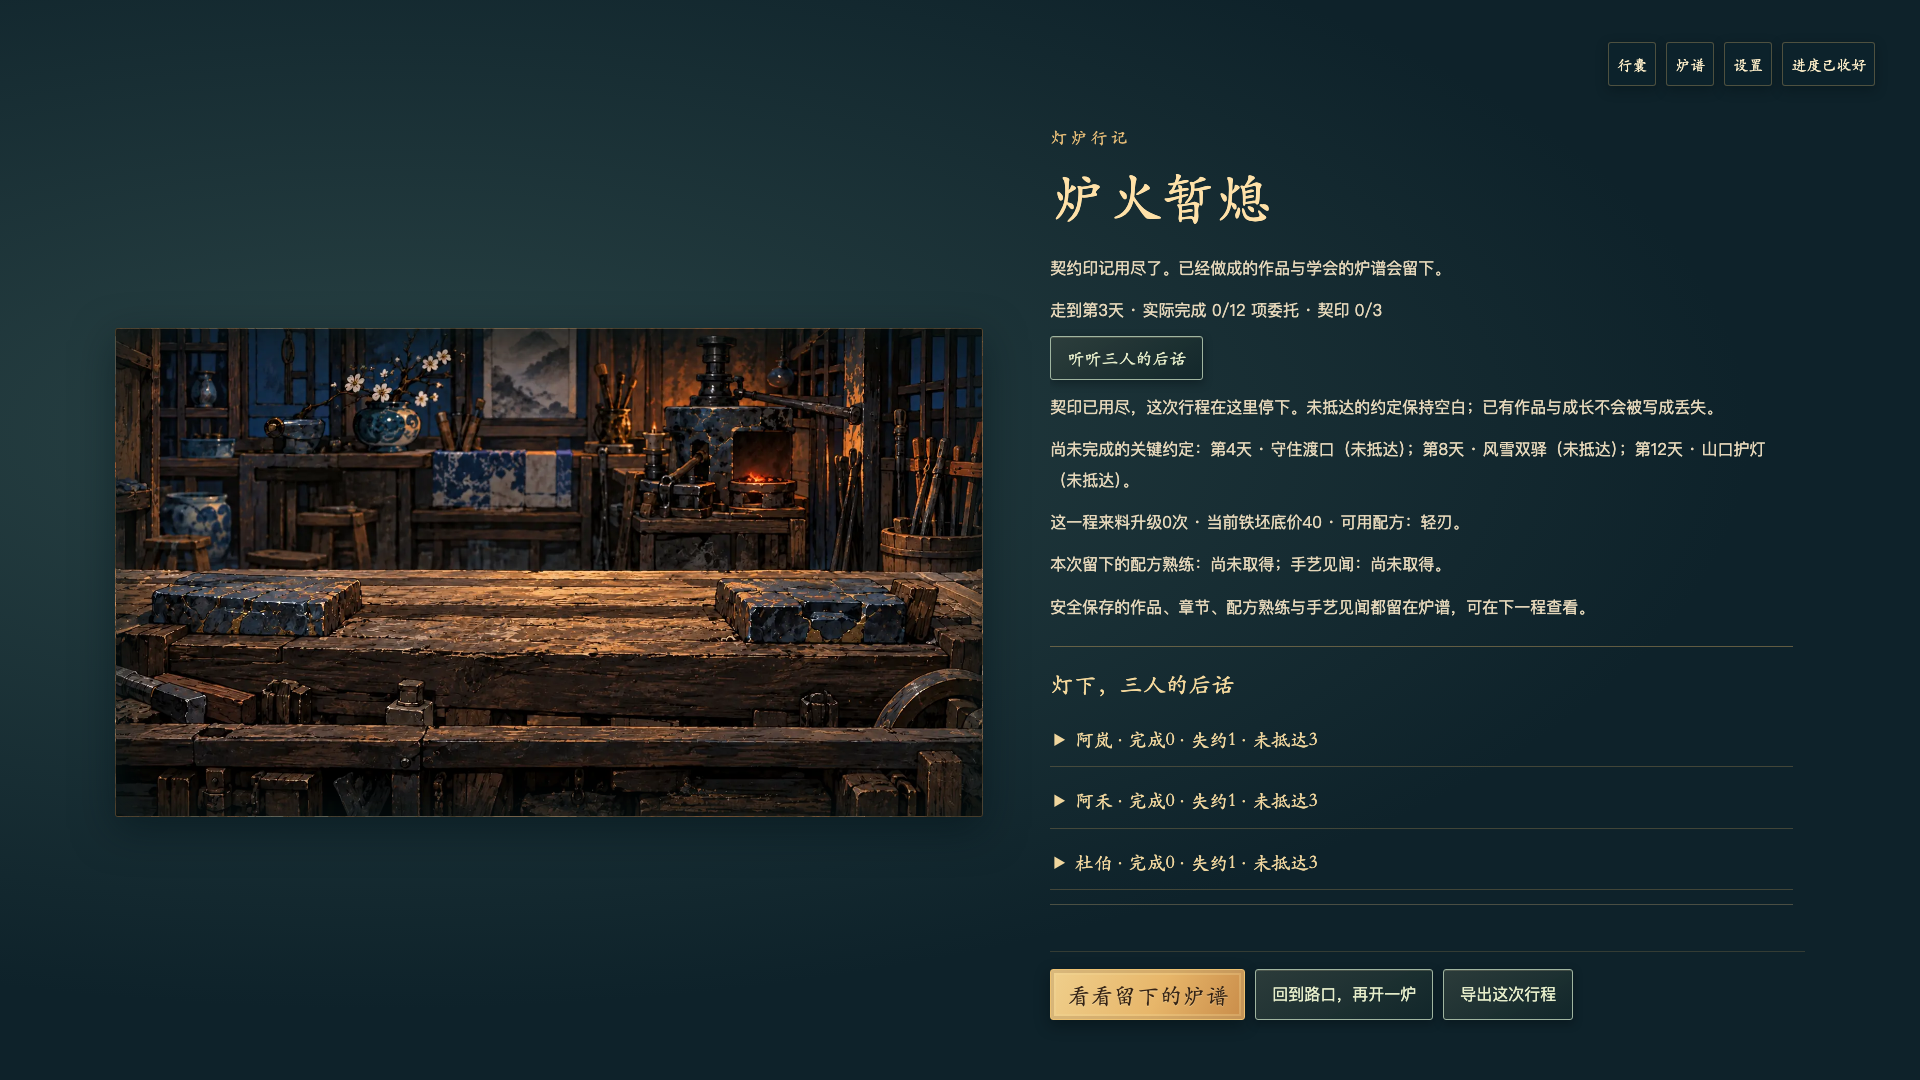 行囊
炉谱
设置
进度已收好
灯炉行记
炉火暂熄
契约印记用尽了。已经做成的作品与学会的炉谱会留下。
走到第3天 · 实际完成 0/12 项委托 · 契印 0/3
听听三人的后话
契印已用尽，这次行程在这里停下。未抵达的约定保持空白；已有作品与成长不会被写成丢失。
尚未完成的关键约定：第4天 · 守住渡口（未抵达）；第8天 · 风雪双驿（未抵达）；第12天 · 山口护灯
（未抵达）。
这一程来料升级0次 · 当前铁坯底价40 · 可用配方：轻刃。
本次留下的配方熟练：尚未取得；手艺见闻：尚未取得。
安全保存的作品、章节、配方熟练与手艺见闻都留在炉谱，可在下一程查看。
灯下，三人的后话
▶ 阿岚 · 完成0 · 失约1 · 未抵达3
▶ 阿禾 · 完成0 · 失约1 · 未抵达3
▶ 杜伯 · 完成0 · 失约1 · 未抵达3
看看留下的炉谱
回到路口，再开一炉
导出这次行程